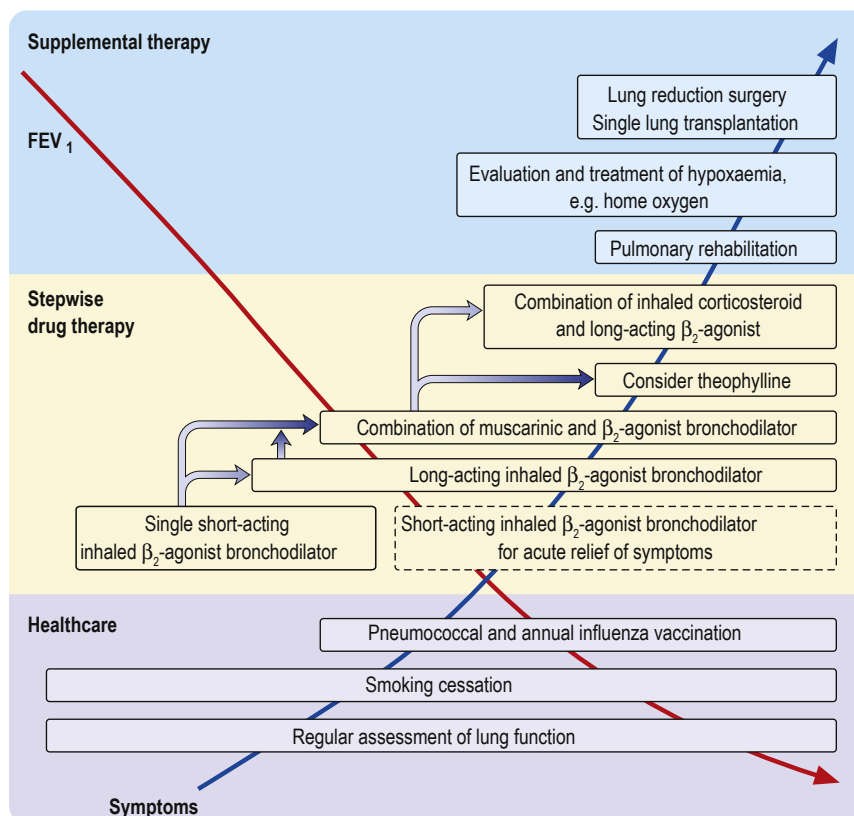 Supplemental therapy
FEV₁
Lung reduction surgery
Single lung transplantation
Evaluation and treatment of hypoxaemia,
e.g. home oxygen
Pulmonary rehabilitation
Stepwise
drug therapy
Combination of inhaled corticosteroid
and long-acting β₂-agonist
Consider theophylline
Combination of muscarinic and β₂-agonist bronchodilator
Long-acting inhaled β₂-agonist bronchodilator
Single short-acting
inhaled β₂-agonist bronchodilator
Short-acting inhaled β₂-agonist bronchodilator
for acute relief of symptoms
Healthcare
Pneumococcal and annual influenza vaccination
Smoking cessation
Regular assessment of lung function
Symptoms